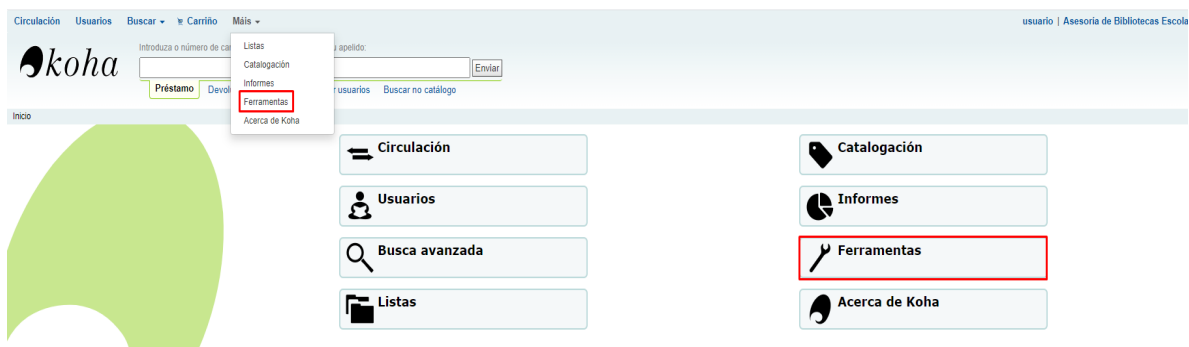 Circulación Usuarios Buscar Carriño Máis usuario | Asesoria de Bibliotecas Escola
koha
Introduza o número de ca apelido:
Listas
Catalogación
Enviar
Informes
Préstamo usuarios Buscar no catálogo
Ferramentas
Acerca de Koha
Inicio
Circulación Catalogación
Usuarios Informes
Busca avanzada Ferramentas
Listas Acerca de Koha